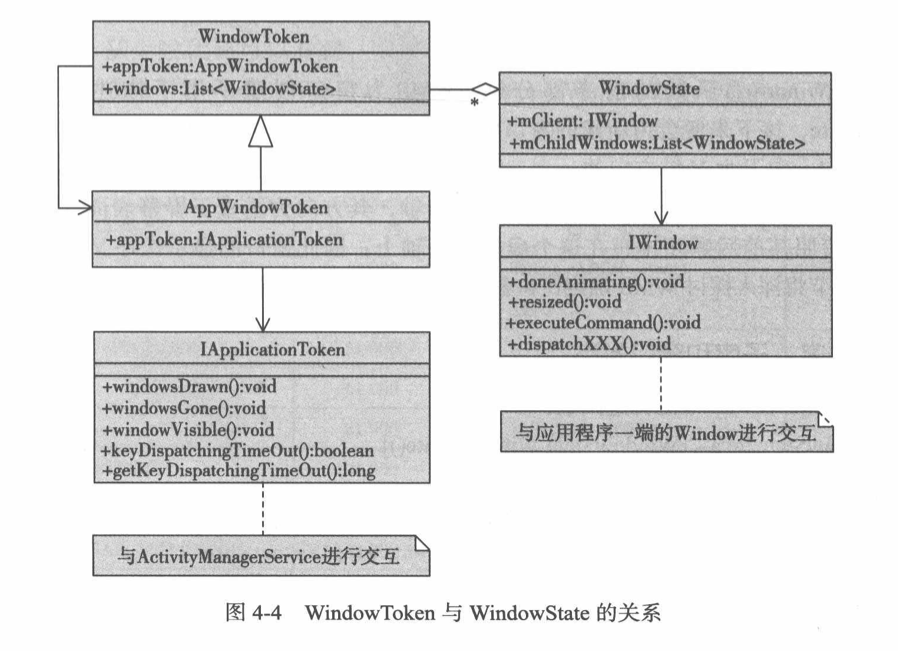 WindowToken
+appToken:AppWindowToken
+windows:List<WindowState>
*
WindowState
+mClient: IWindow
+mChildWindows:List<WindowState>
AppWindowToken
+appToken:IApplicationToken
IWindow
+doneAnimating():void
+resized():void
+executeCommand():void
+dispatchXXX():void
IApplicationToken
+windowsDrawn():void
+windowsGone():void
+windowVisible():void
+keyDispatchingTimeOut():boolean
+getKeyDispatchingTimeOut():long
与应用程序一端的Window进行交互
与ActivityManagerService进行交互
图 4-4 WindowToken 与 WindowState 的关系